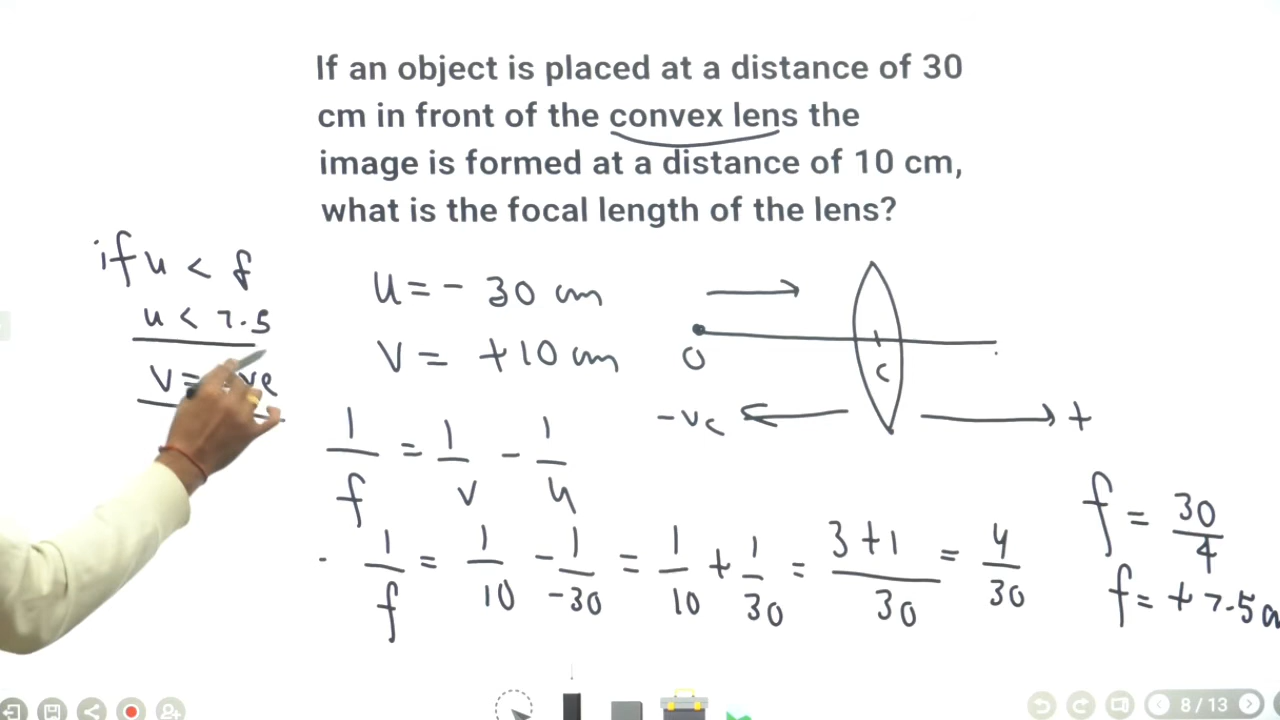 If an object is placed at a distance of 30
cm in front of the convex lens the
image is formed at a distance of 10 cm,
what is the focal length of the lens?
if u < f
u < 7.5
v =
ve
u = - 30 cm
v = +10 cm
O
C
-ve
+
1/f = 1/v - 1/u
1/f = 1/10 - 1/-30 = 1/10 + 1/30 = 3+1/30 = 4/30
f = 30/4
f = +7.5 c
8 / 13